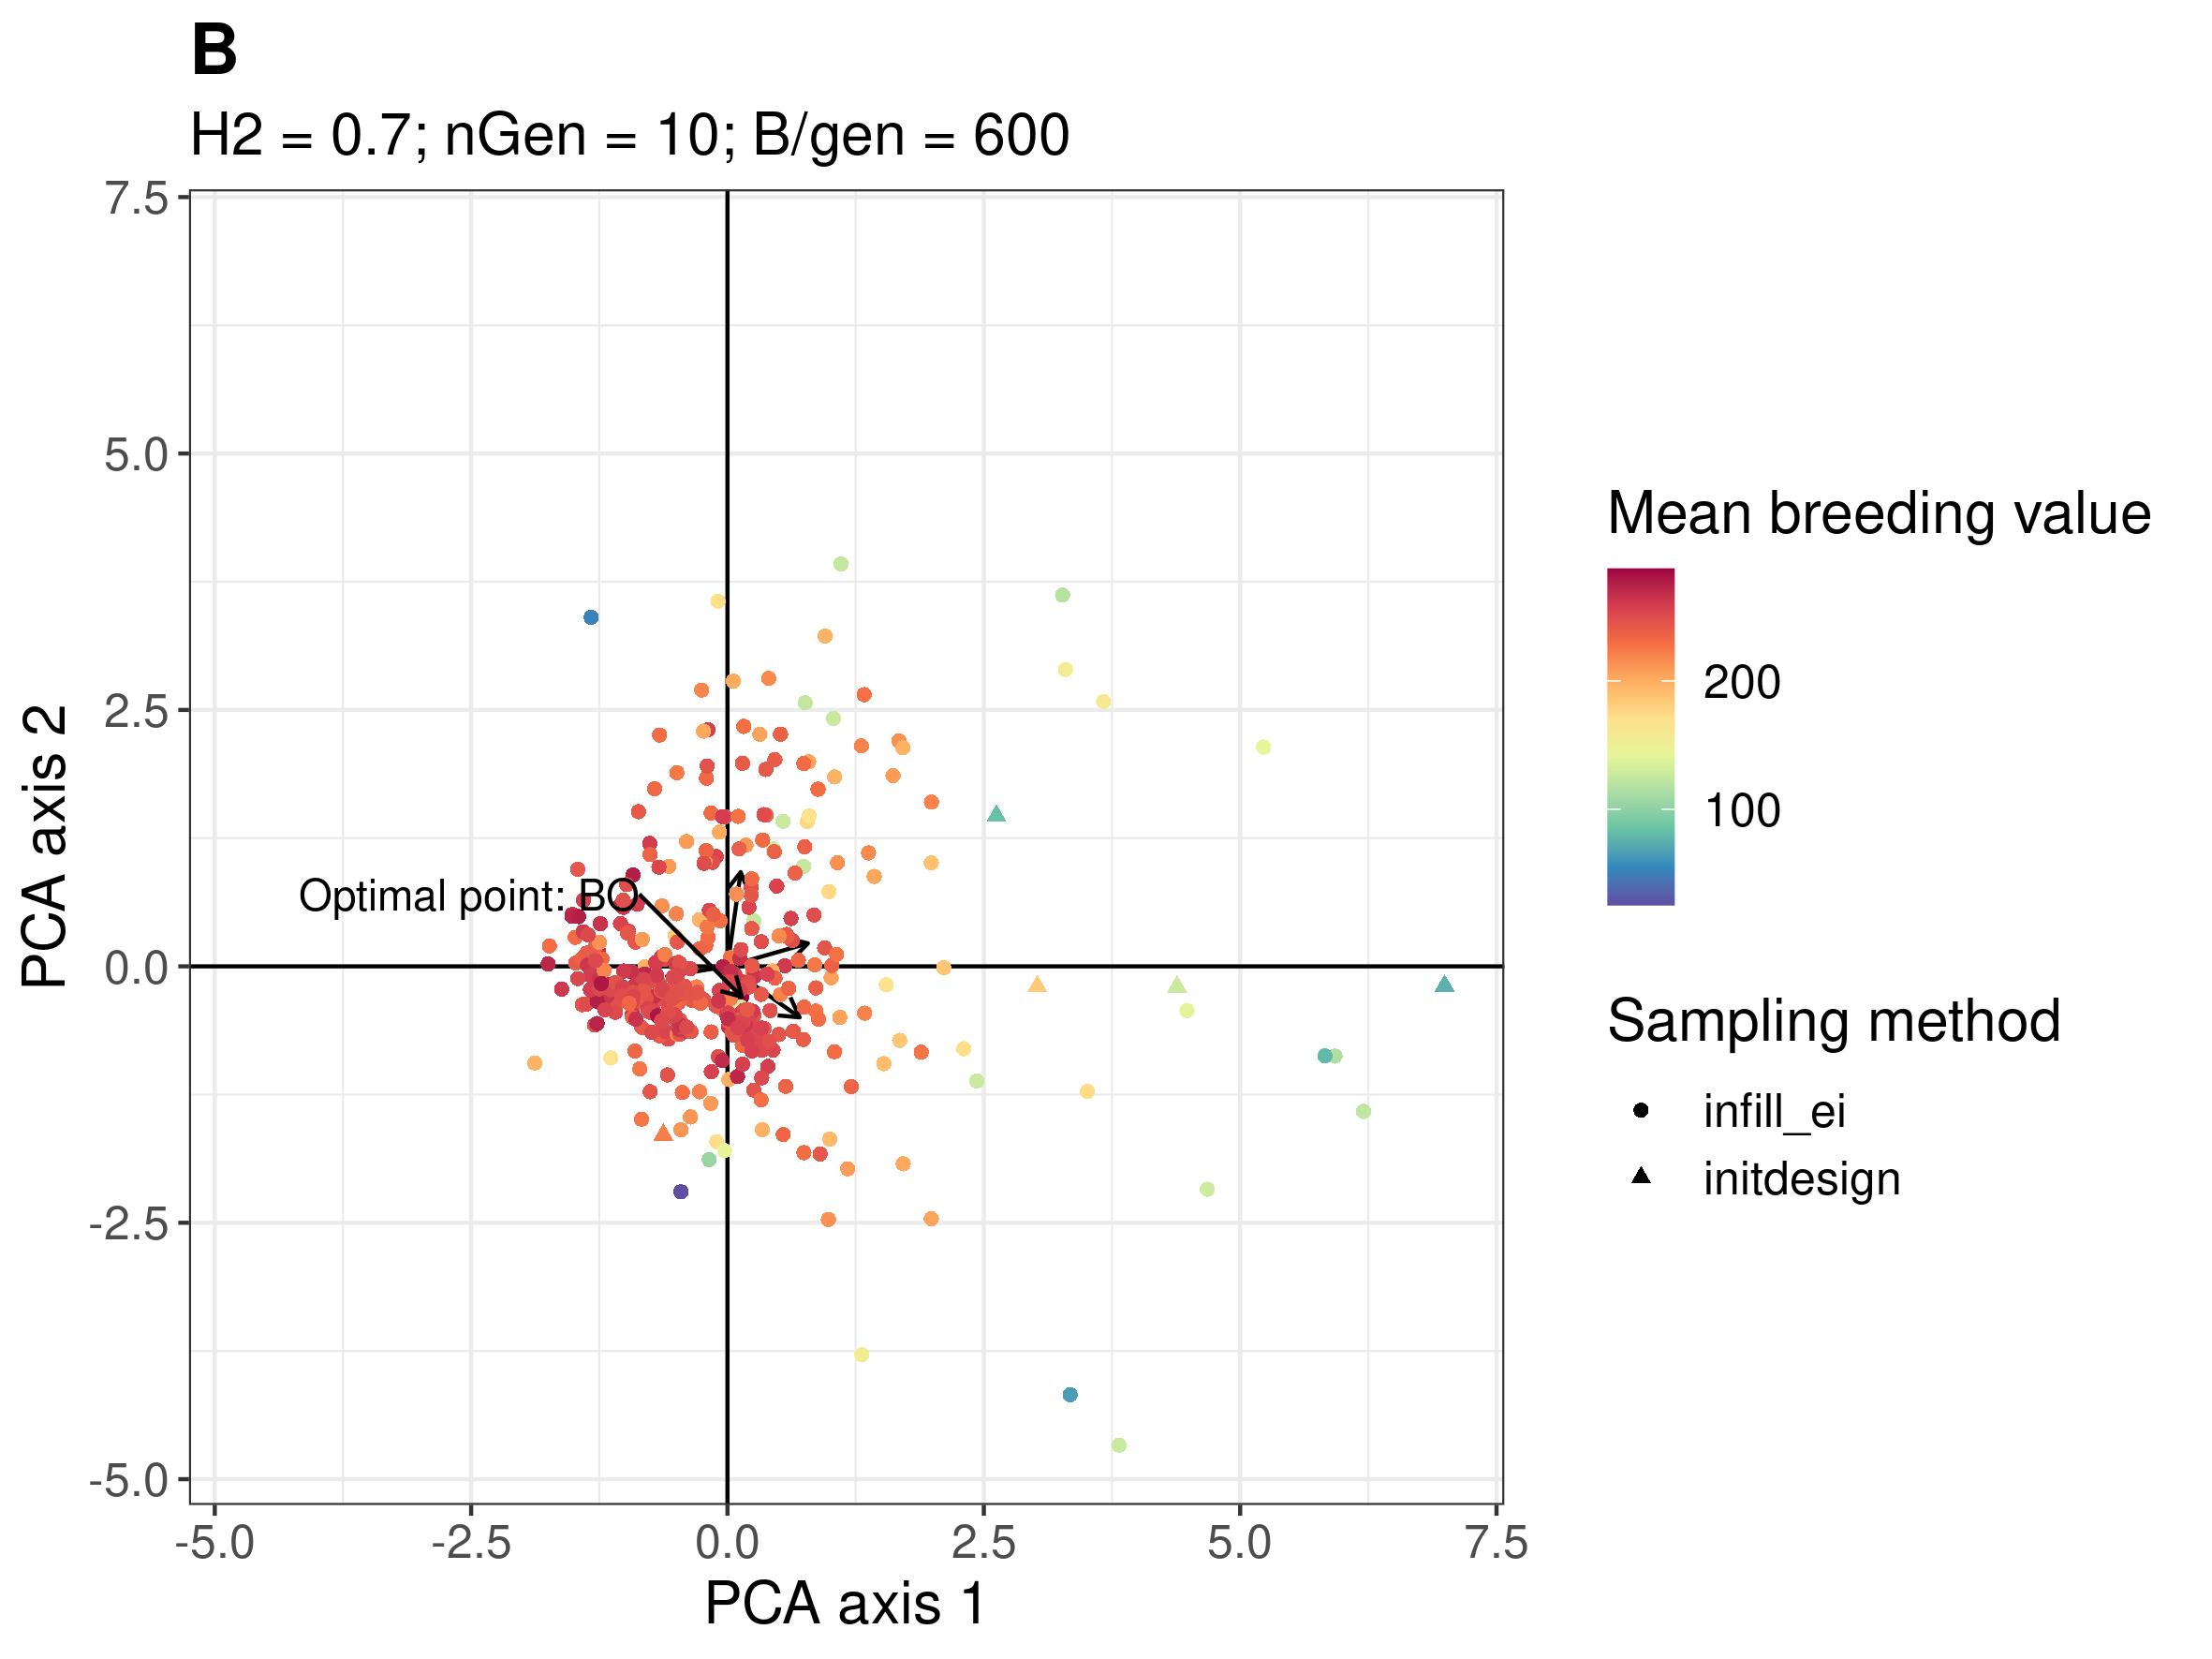 B
H2 = 0.7; nGen = 10; B/gen = 600
7.5
5.0
2.5
0.0
-2.5
-5.0
PCA axis 2
Optimal point: BO
-5.0 -2.5 0.0 2.5 5.0 7.5
PCA axis 1
Mean breeding value
200
100
Sampling method
infill_ei
initdesign